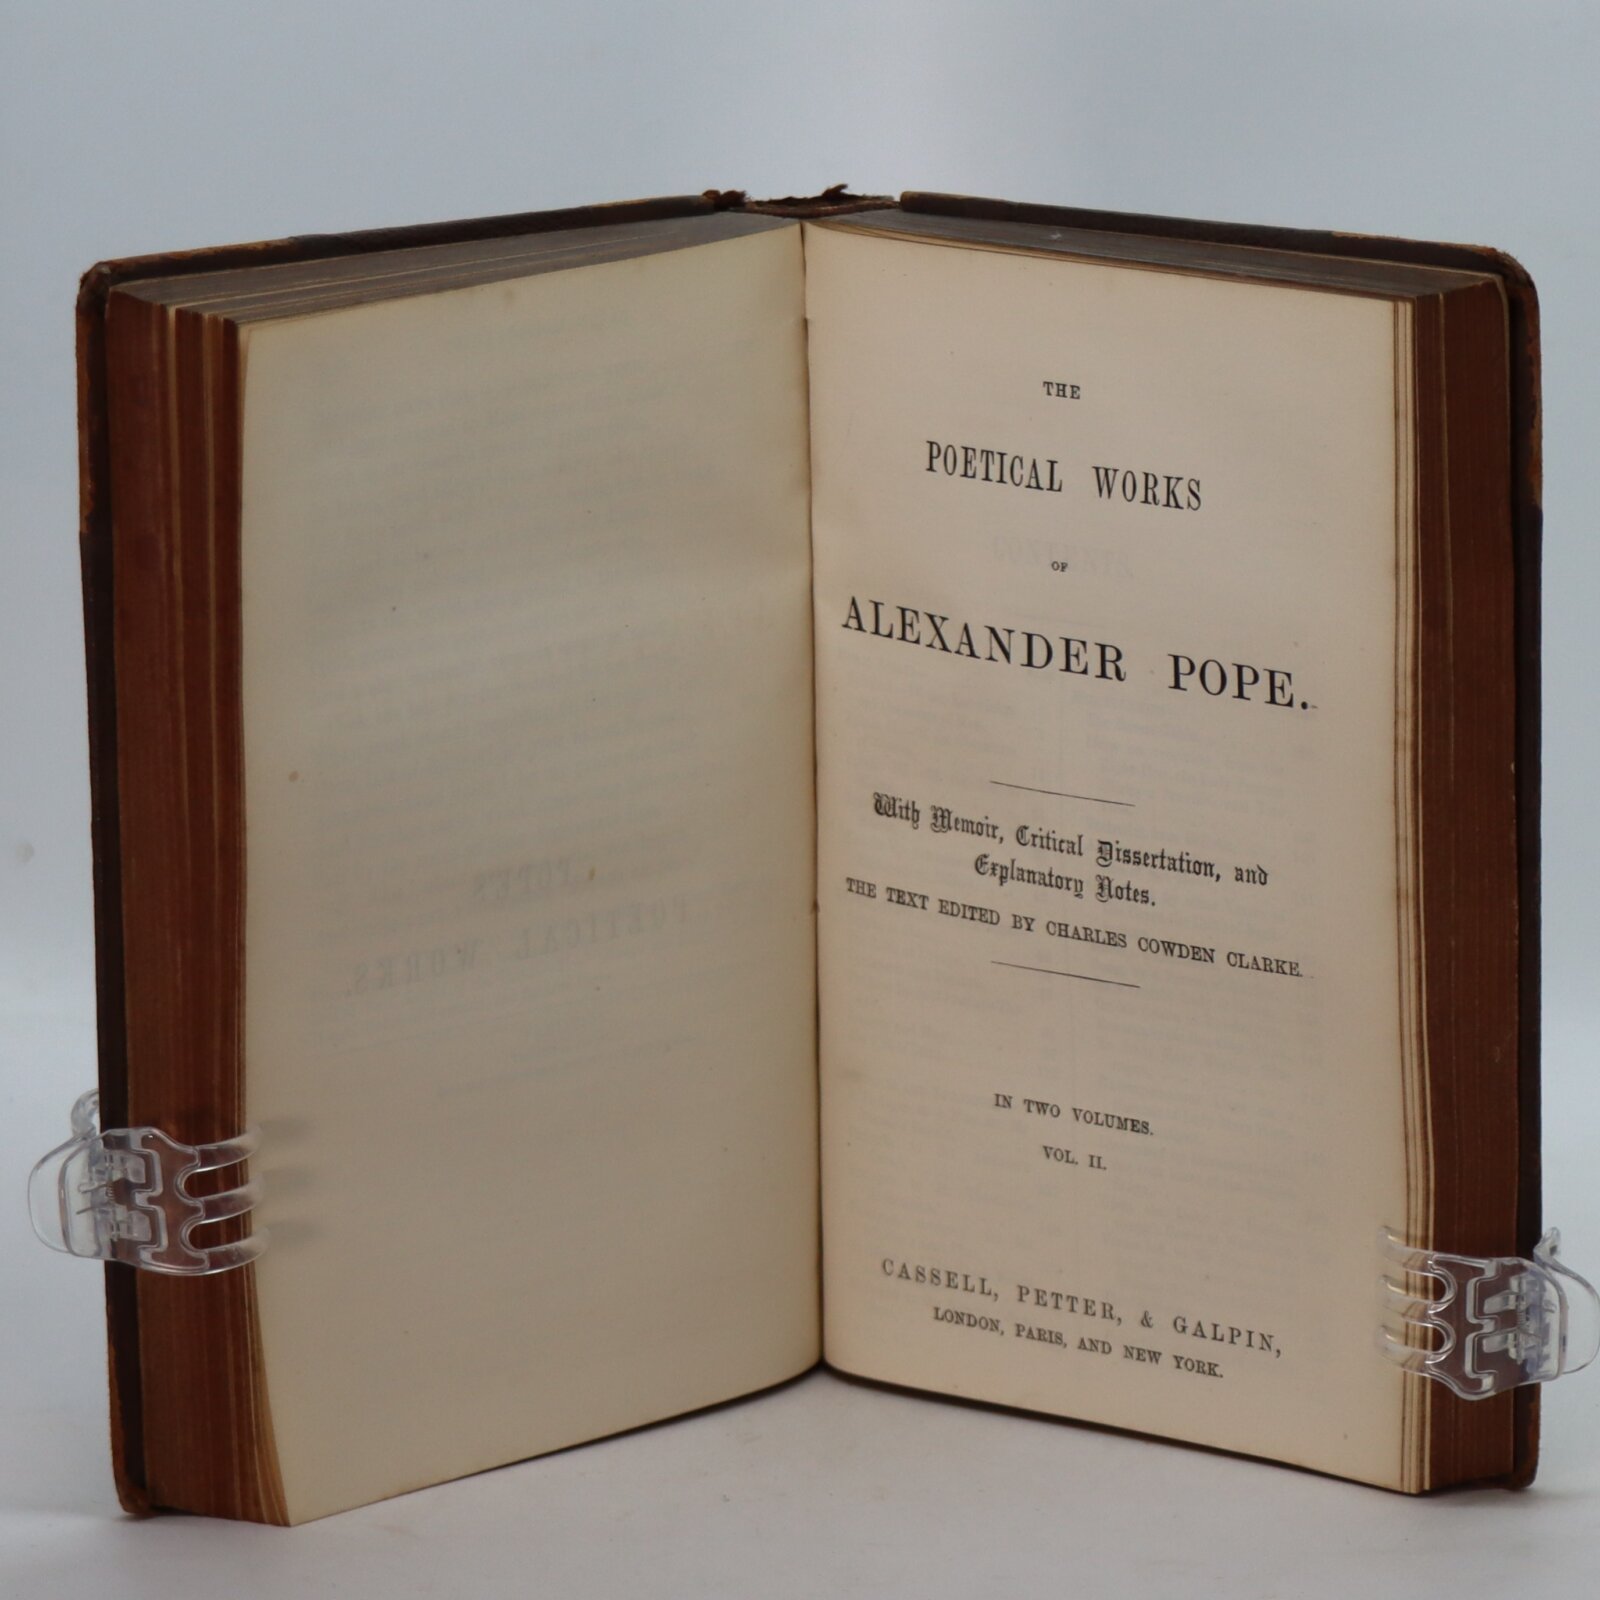 THE
POETICAL WORKS
OF
ALEXANDER POPE.
With Memoir, Critical Dissertation, and
Explanatory Notes.
THE TEXT EDITED BY CHARLES COWDEN CLARKE.
IN TWO VOLUMES.
VOL. II.
CASSELL, PETTER, & GALPIN,
LONDON, PARIS, AND NEW YORK.